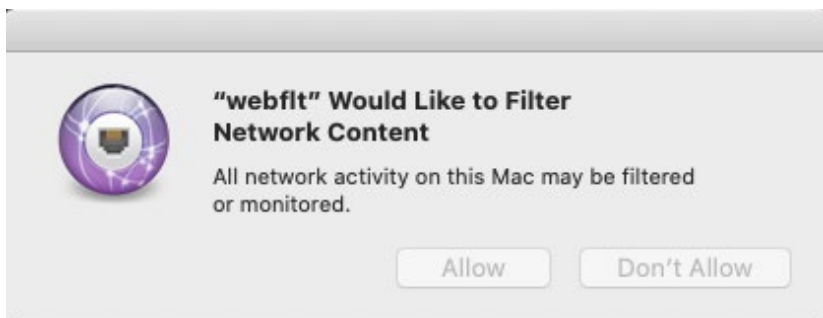 “webflt” Would Like to Filter
Network Content
All network activity on this Mac may be filtered
or monitored.
Allow
Don't Allow